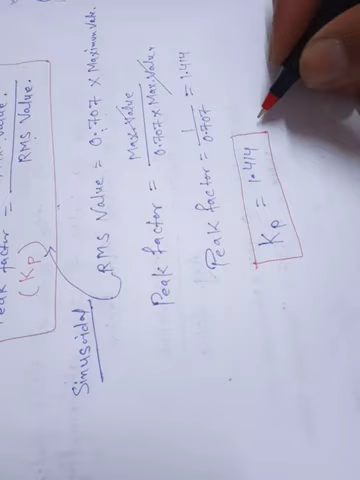 Peak factor = Max. Value.
RMS Value.
(Kp)
Sinusoidal
RMS Value = 0.707 × Maximum Value.
Peak factor = Max. Value
0.707 × Max. Value
Peak factor = 1
0.707 = 1.414
Kp = 1.414